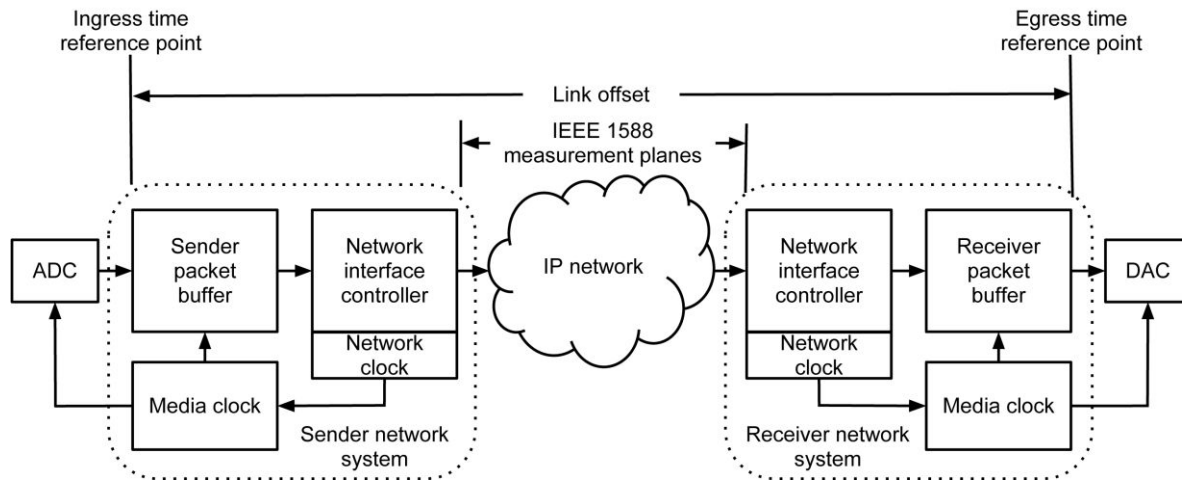 Ingress time
reference point
Egress time
reference point
Link offset
IEEE 1588
measurement planes
ADC
Sender
packet
buffer
Network
interface
controller
Network
clock
Media clock
Sender network
system
IP network
Network
interface
controller
Network
clock
Receiver
packet
buffer
Media clock
Receiver network
system
DAC